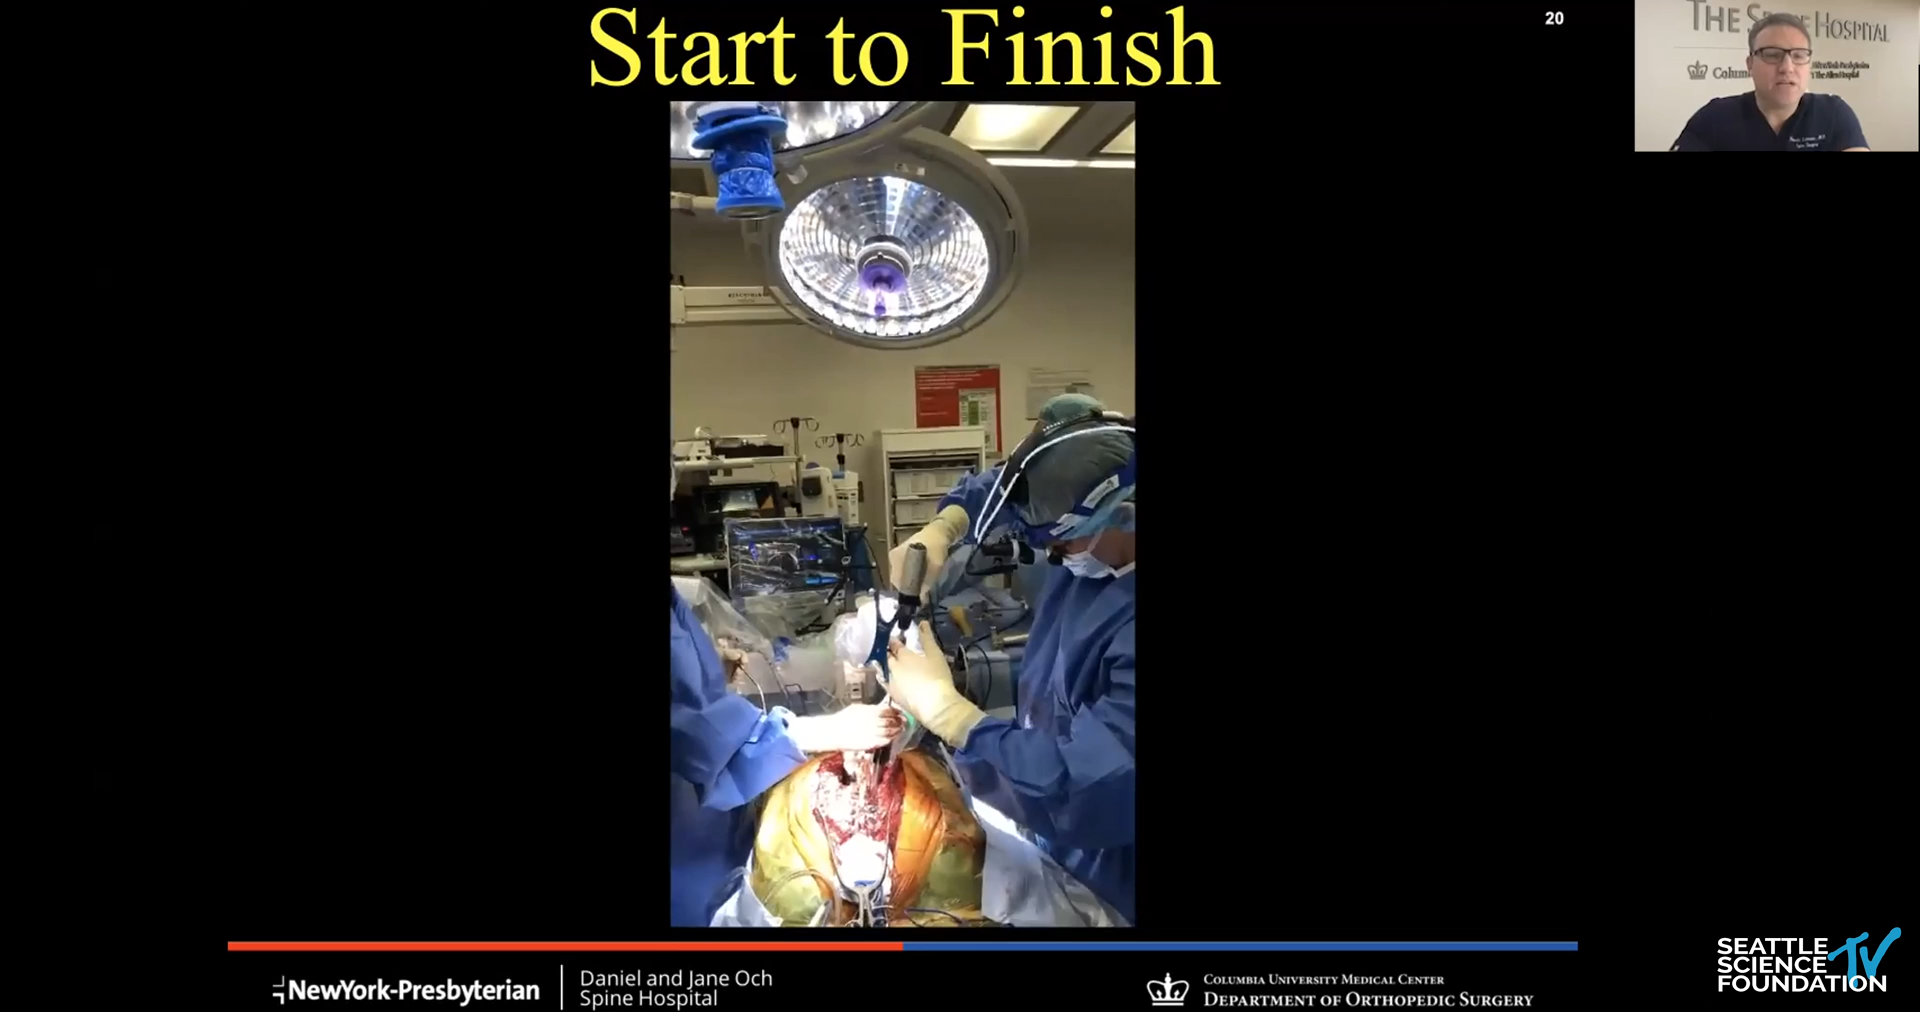 Start to Finish
20
THE SPINE HOSPITAL
NewYork-Presbyterian
Daniel and Jane Och
Spine Hospital
COLUMBIA UNIVERSITY MEDICAL CENTER
DEPARTMENT OF ORTHOPEDIC SURGERY
SEATTLE
SCIENCE
FOUNDATION
TV